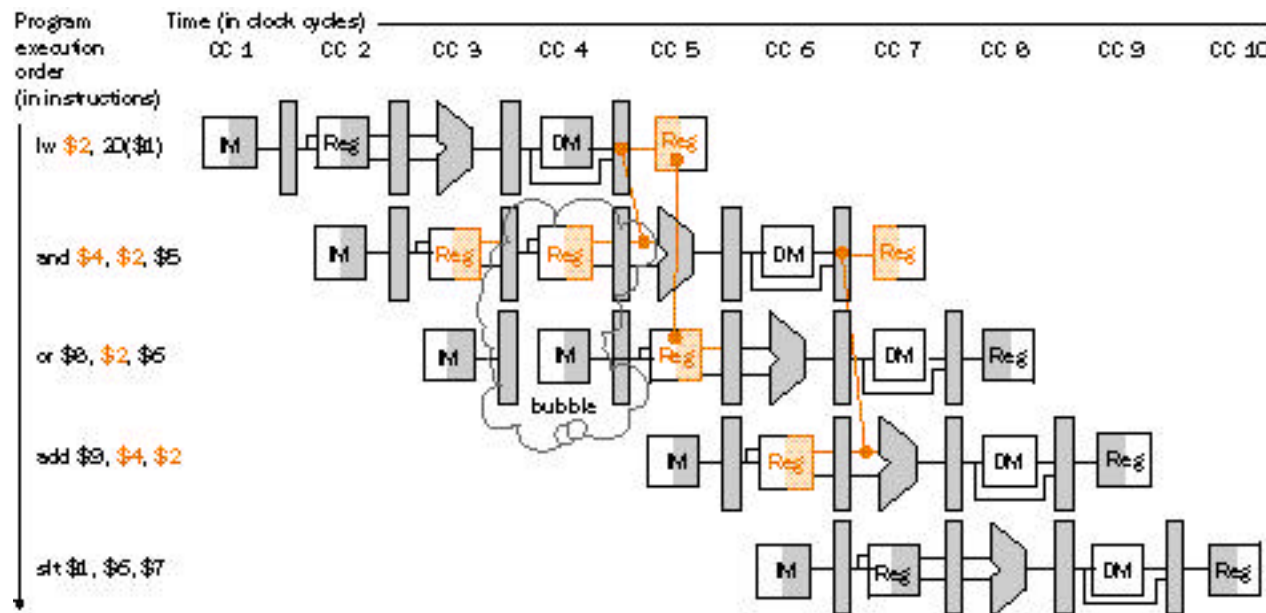 Program
execution
order
(in instructions)
Time (in clock cycles)
CC 1 CC 2 CC 3 CC 4 CC 5 CC 6 CC 7 CC 8 CC 9 CC 10
lw $2, 20($1)
IM Reg DM Reg
and $4, $2, $5
IM Reg Reg DM Reg
or $8, $2, $6
IM IM Reg DM Reg
bubble
add $9, $4, $2
IM Reg DM Reg
slt $1, $6, $7
IM Reg DM Reg